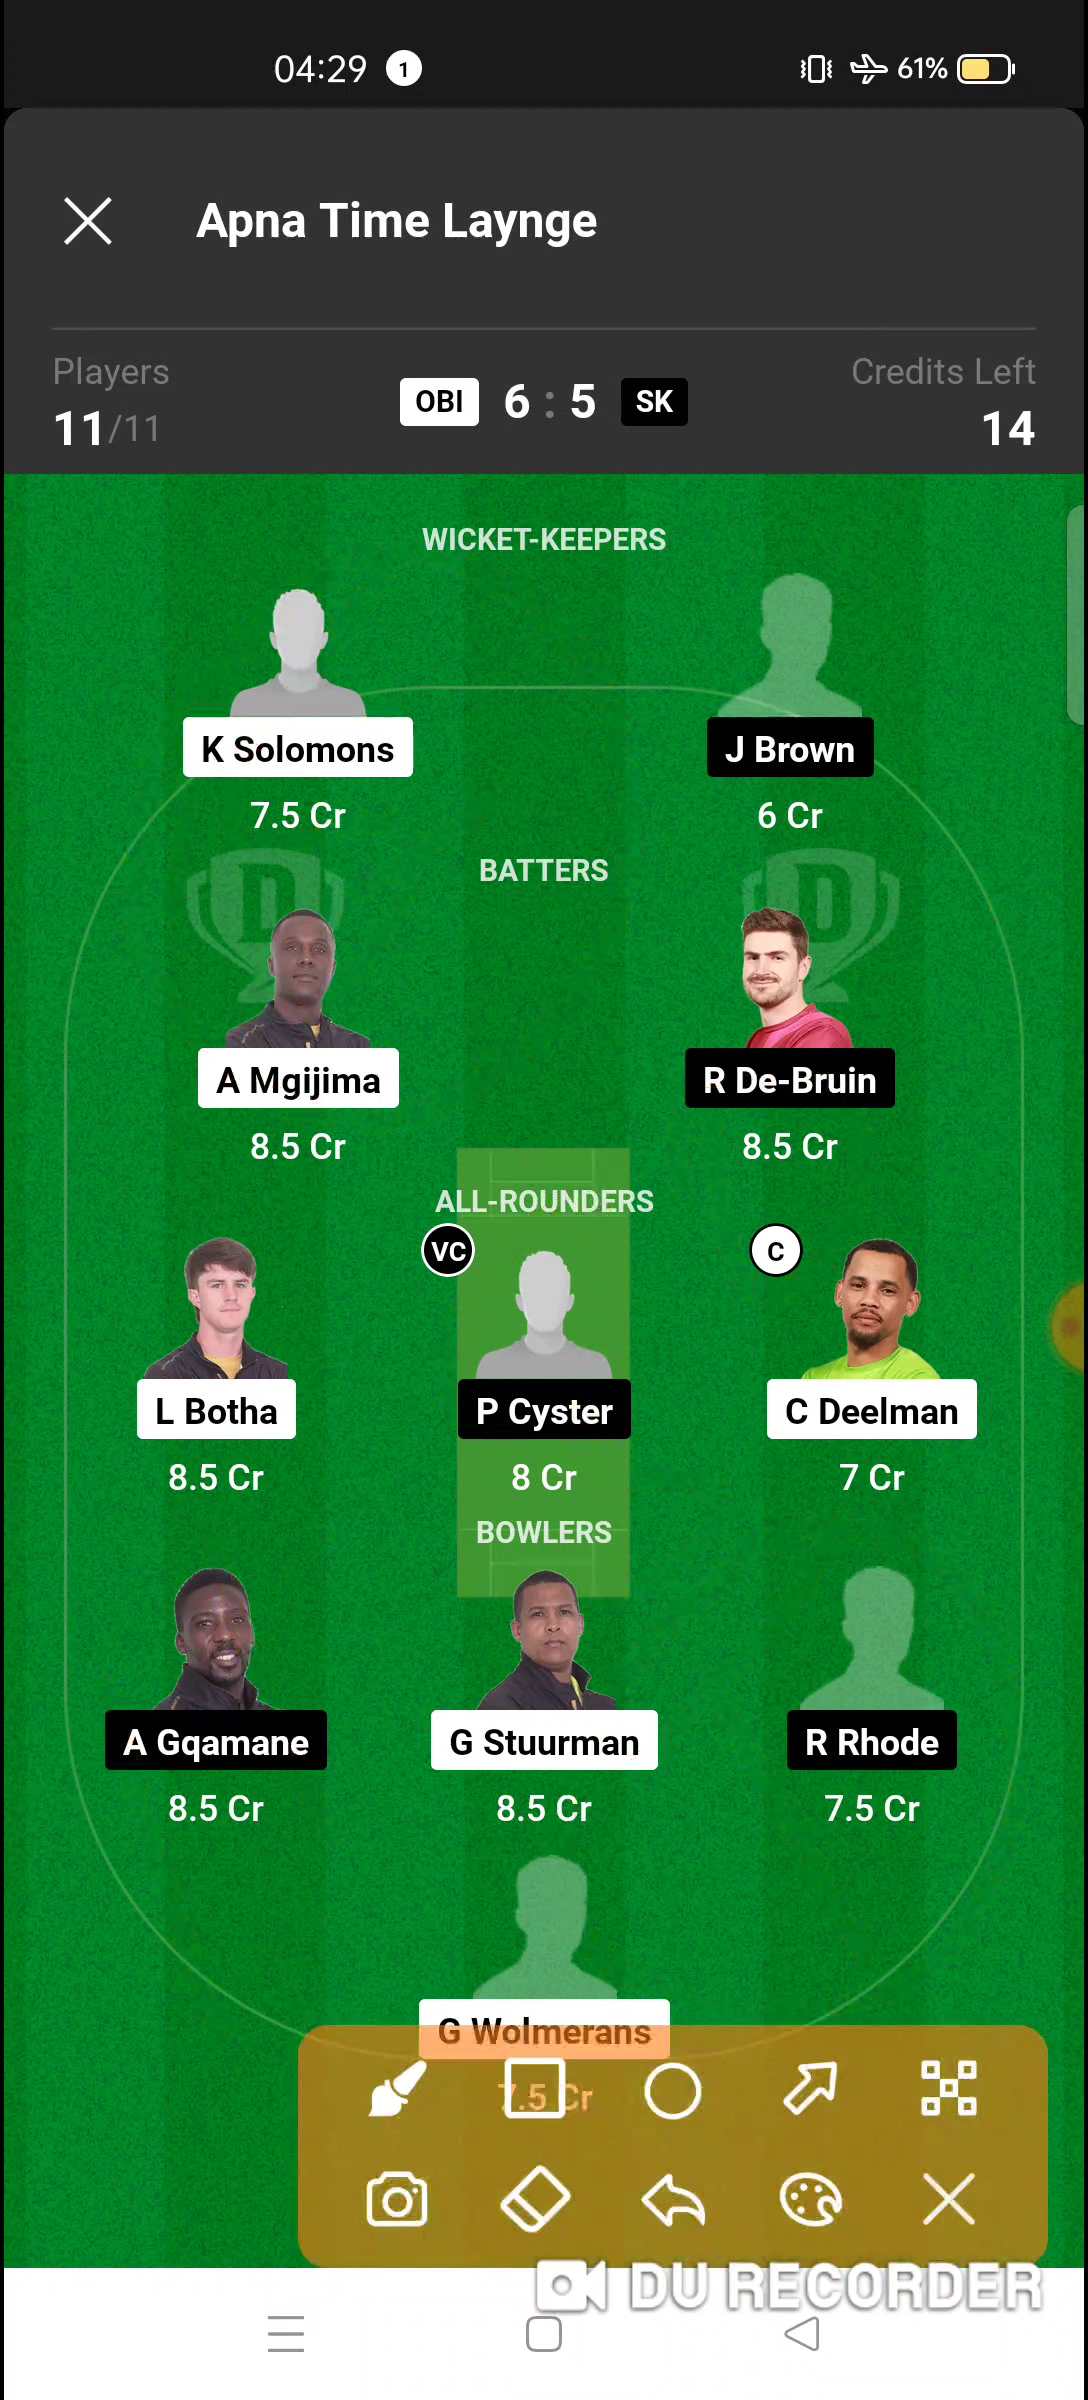 04:29 1 61%
Apna Time Laynge
Players Credits Left
11/11 OBI 6 : 5 SK 14
WICKET-KEEPERS
K Solomons J Brown
7.5 Cr 6 Cr
BATTERS
A Mgijima R De-Bruin
8.5 Cr 8.5 Cr
ALL-ROUNDERS
VC C
L Botha P Cyster C Deelman
8.5 Cr 8 Cr 7 Cr
BOWLERS
A Gqamane G Stuurman R Rhode
8.5 Cr 8.5 Cr 7.5 Cr
G Wolmerans
7.5 Cr
DU RECORDER